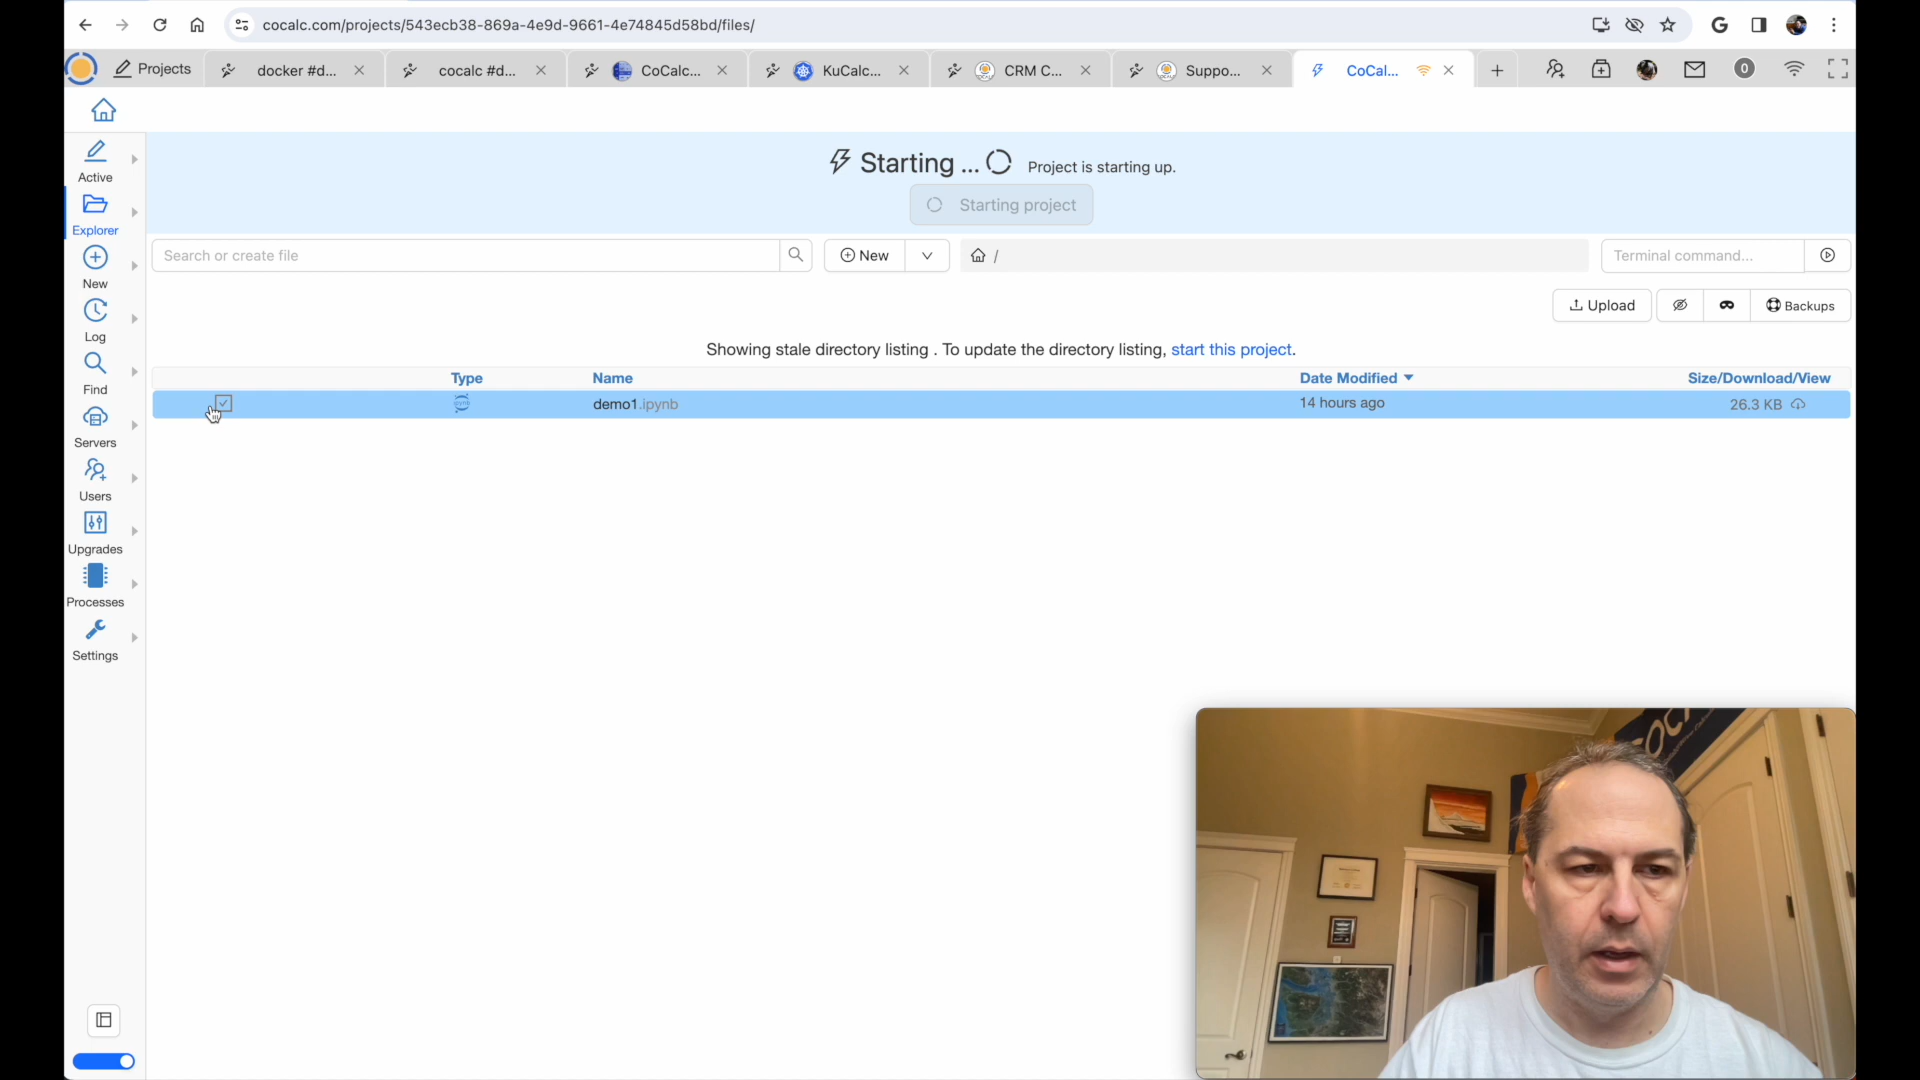 cocalc.com/projects/543ecb38-869a-4e9d-9661-4e74845d58bd/files/
Projects
docker #d...
cocalc #d...
CoCalc...
KuCalc...
CRM C...
Suppo...
CoCal...
0
Active
Explorer
New
Log
Find
Servers
Users
Upgrades
Processes
Settings
Starting ... Project is starting up.
Starting project
Search or create file
New
/
Terminal command...
Upload
Backups
Showing stale directory listing . To update the directory listing, start this project.
Type Name Date Modified Size/Download/View
demo1.ipynb 14 hours ago 26.3 KB